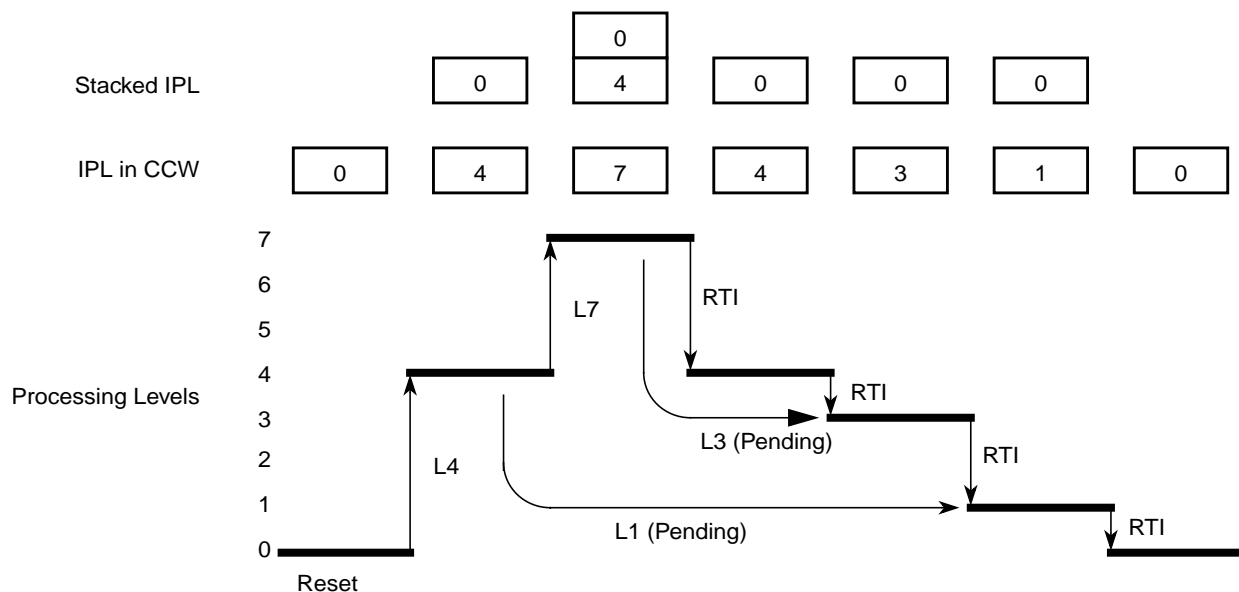 0
Stacked IPL 0 4 0 0 0
IPL in CCW 0 4 7 4 3 1 0
7
6
L7 RTI
5
4
Processing Levels RTI
3
L3 (Pending)
2
L4 RTI
1
L1 (Pending) RTI
0
Reset